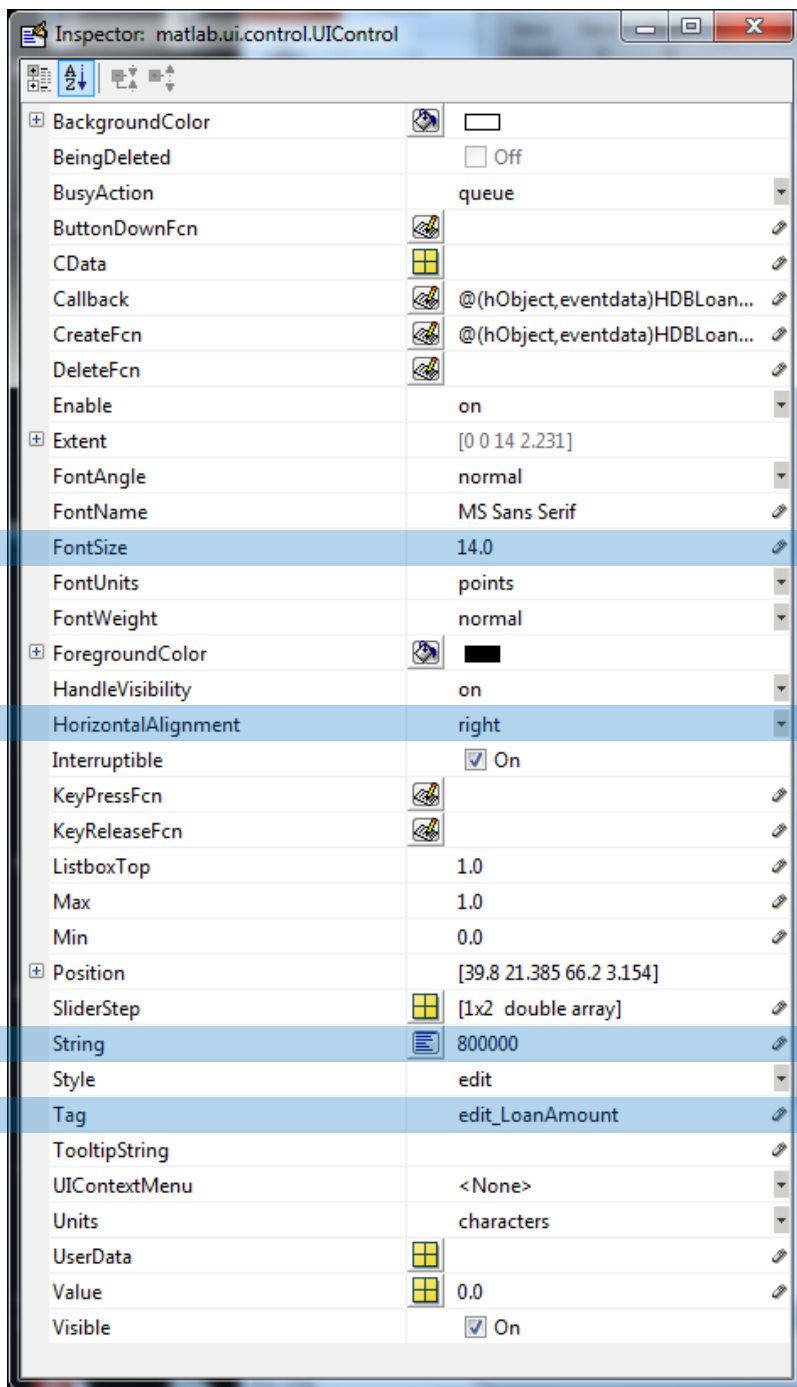 Inspector: matlab.ui.control.UIControl
BackgroundColor
BeingDeleted Off
BusyAction queue
ButtonDownFcn
CData
Callback @(hObject,eventdata)HDBLoan...
CreateFcn @(hObject,eventdata)HDBLoan...
DeleteFcn
Enable on
Extent [0 0 14 2.231]
FontAngle normal
FontName MS Sans Serif
FontSize 14.0
FontUnits points
FontWeight normal
ForegroundColor
HandleVisibility on
HorizontalAlignment right
Interruptible On
KeyPressFcn
KeyReleaseFcn
ListboxTop 1.0
Max 1.0
Min 0.0
Position [39.8 21.385 66.2 3.154]
SliderStep [1x2 double array]
String 800000
Style edit
Tag edit_LoanAmount
TooltipString
UIContextMenu <None>
Units characters
UserData
Value 0.0
Visible On